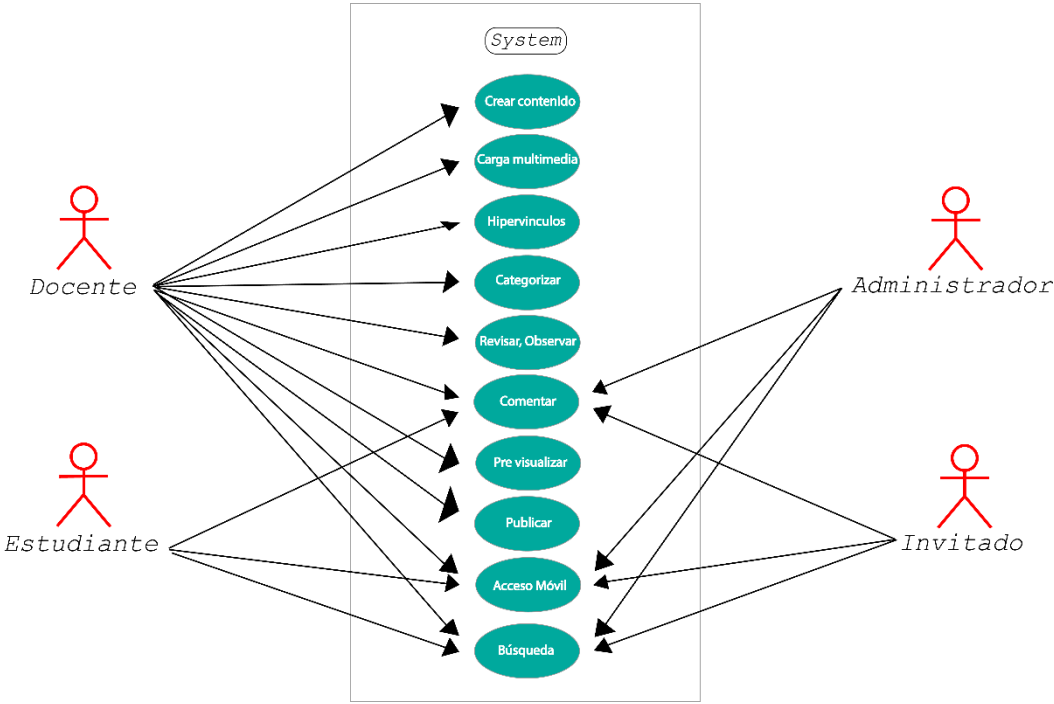 System
Crear contenido
Carga multimedia
Hipervinculos
Categorizar
Revisar, Observar
Comentar
Pre visualizar
Publicar
Acceso Móvil
Búsqueda
Docente
Estudiante
Administrador
Invitado